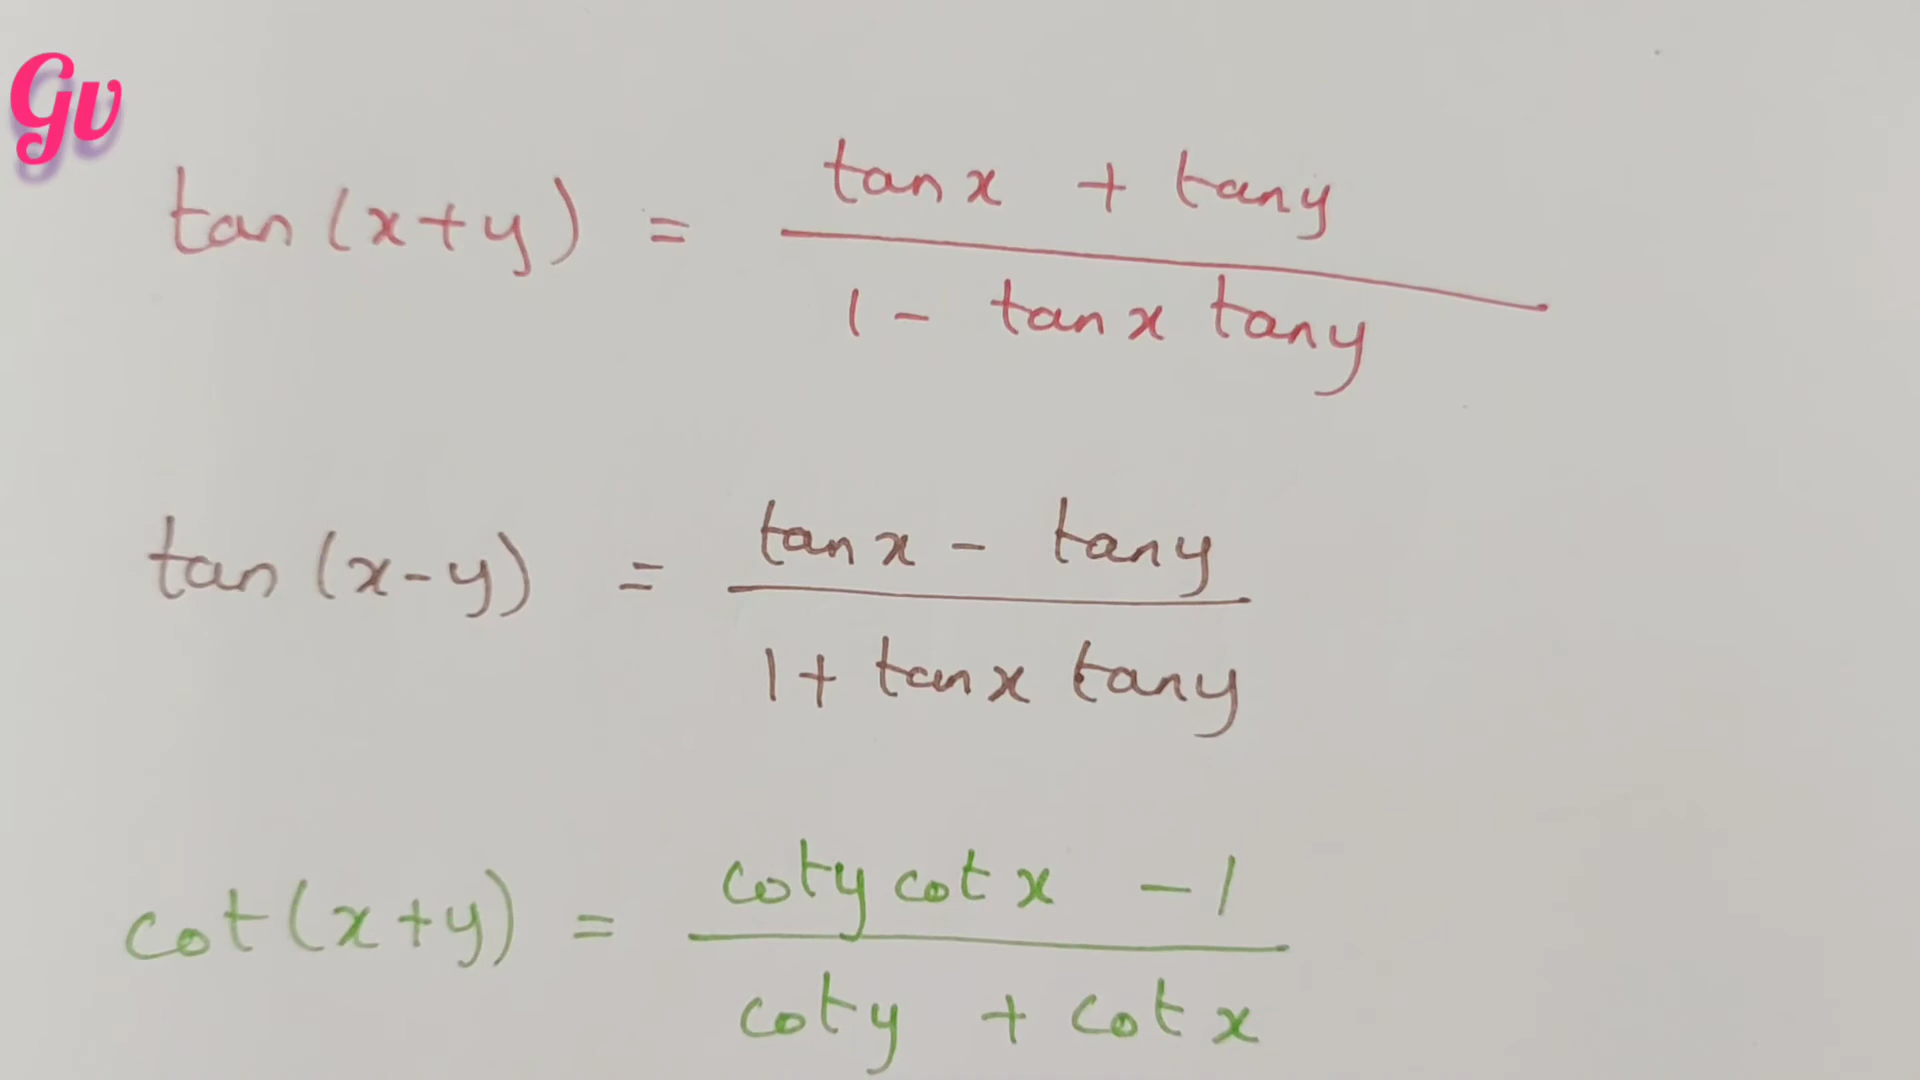 Gv
tan (x+y) = tan x + tan y / 1 - tan x tan y
tan (x-y) = tan x - tan y / 1 + tan x tan y
cot (x+y) = cot y cot x - 1 / cot y + cot x